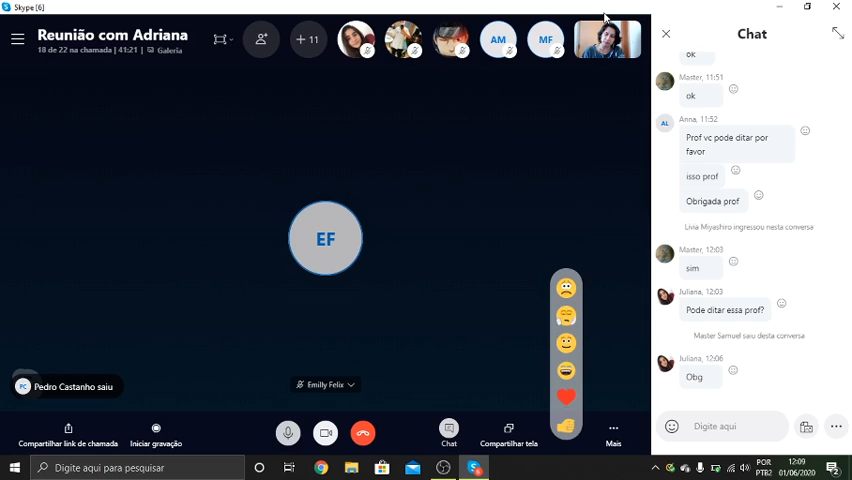 Skype [6]
Reunião com Adriana
18 de 22 na chamada | 41:21 | Galeria
+ 11
AM
MF
Chat
ok
Master, 11:51
ok
AL
Anna, 11:52
Prof vc pode ditar por
favor
isso prof
Obrigada prof
Livia Miyashiro ingressou nesta conversa
Master, 12:03
sim
Juliana, 12:03
Pode ditar essa prof?
Master Samuel saiu desta conversa
Juliana, 12:06
Obg
EF
PC
Pedro Castanho saiu
Emilly Felix
Compartilhar link de chamada
Iniciar gravação
Chat
Compartilhar tela
Mais
Digite aqui
Digite aqui para pesquisar
POR
PTB2
12:09
01/06/2020
2